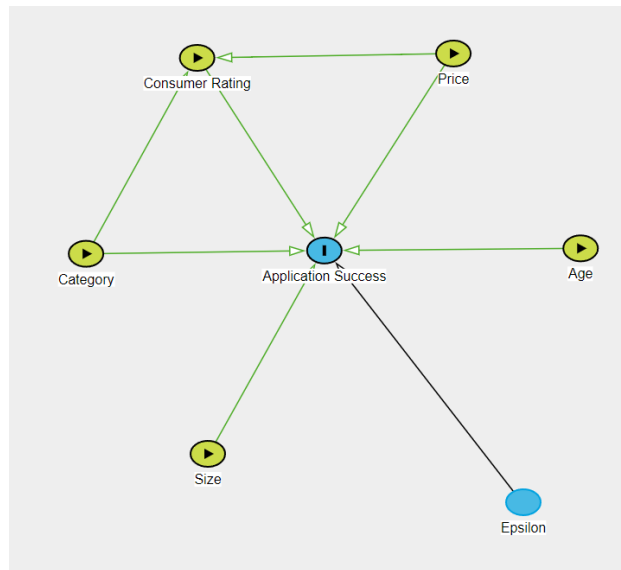 Consumer Rating
Price
Category
Application Success
Age
Size
Epsilon